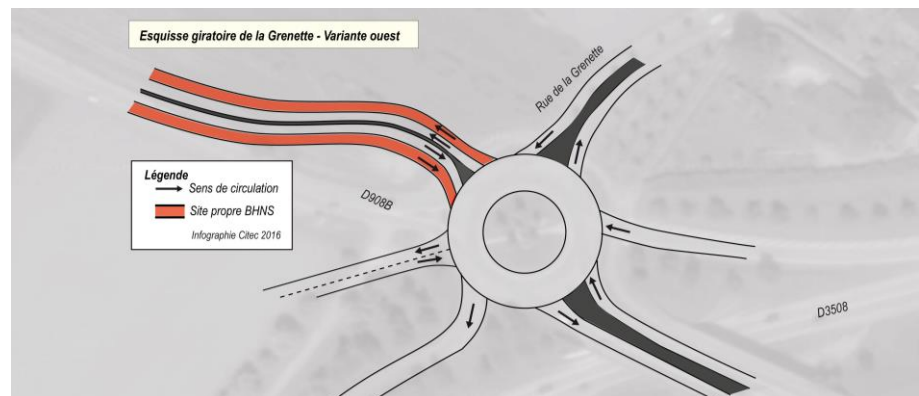 Esquisse giratoire de la Grenette - Variante ouest
Rue de la Grenette
Légende
Sens de circulation
Site propre BHNS
Infographie Citec 2016
D908B
D3508